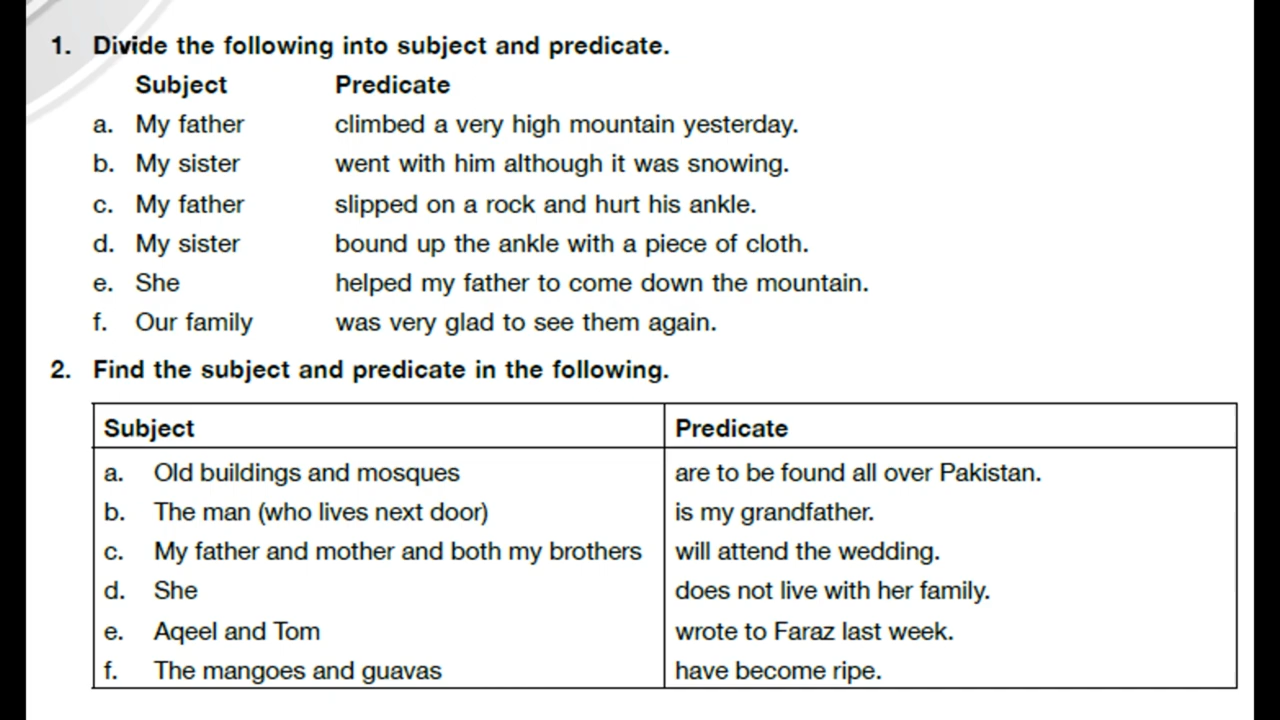 1. Divide the following into subject and predicate.
Subject Predicate
a. My father climbed a very high mountain yesterday.
b. My sister went with him although it was snowing.
c. My father slipped on a rock and hurt his ankle.
d. My sister bound up the ankle with a piece of cloth.
e. She helped my father to come down the mountain.
f. Our family was very glad to see them again.
2. Find the subject and predicate in the following.
Subject Predicate
a. Old buildings and mosques are to be found all over Pakistan.
b. The man (who lives next door) is my grandfather.
c. My father and mother and both my brothers will attend the wedding.
d. She does not live with her family.
e. Aqeel and Tom wrote to Faraz last week.
f. The mangoes and guavas have become ripe.